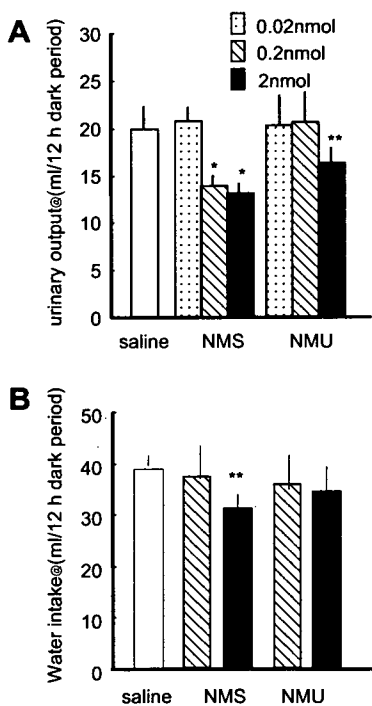 A
0.02nmol
0.2nmol
2nmol
urinary output@(ml/12 h dark period)
25
20
15
10
5
0
* * **
saline NMS NMU
B
Water intake@(ml/12 h dark period)
50
40
30
20
10
0
**
saline NMS NMU